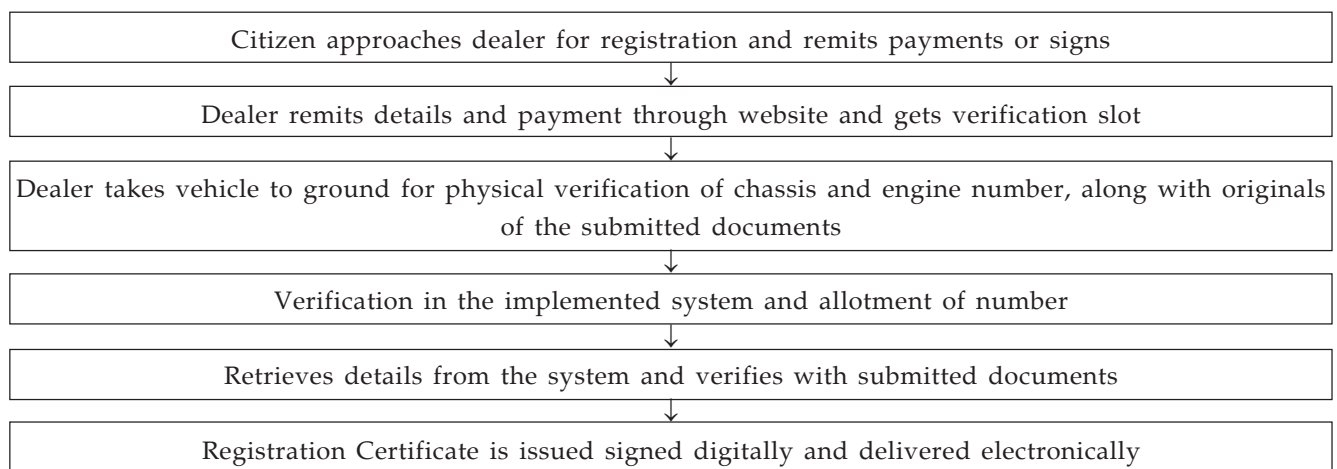 Citizen approaches dealer for registration and remits payments or signs
Dealer remits details and payment through website and gets verification slot
Dealer takes vehicle to ground for physical verification of chassis and engine number, along with originals
of the submitted documents
Verification in the implemented system and allotment of number
Retrieves details from the system and verifies with submitted documents
Registration Certificate is issued signed digitally and delivered electronically